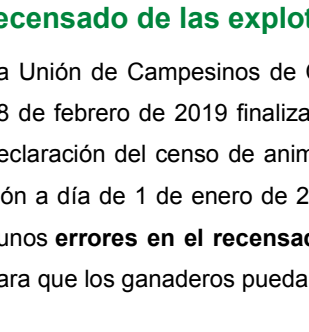 ecensado de las explot
a Unión de Campesinos de
8 de febrero de 2019 finaliza
eclaración del censo de anim
ón a día de 1 de enero de 2
unos errores en el recensa
ara que los ganaderos pueda